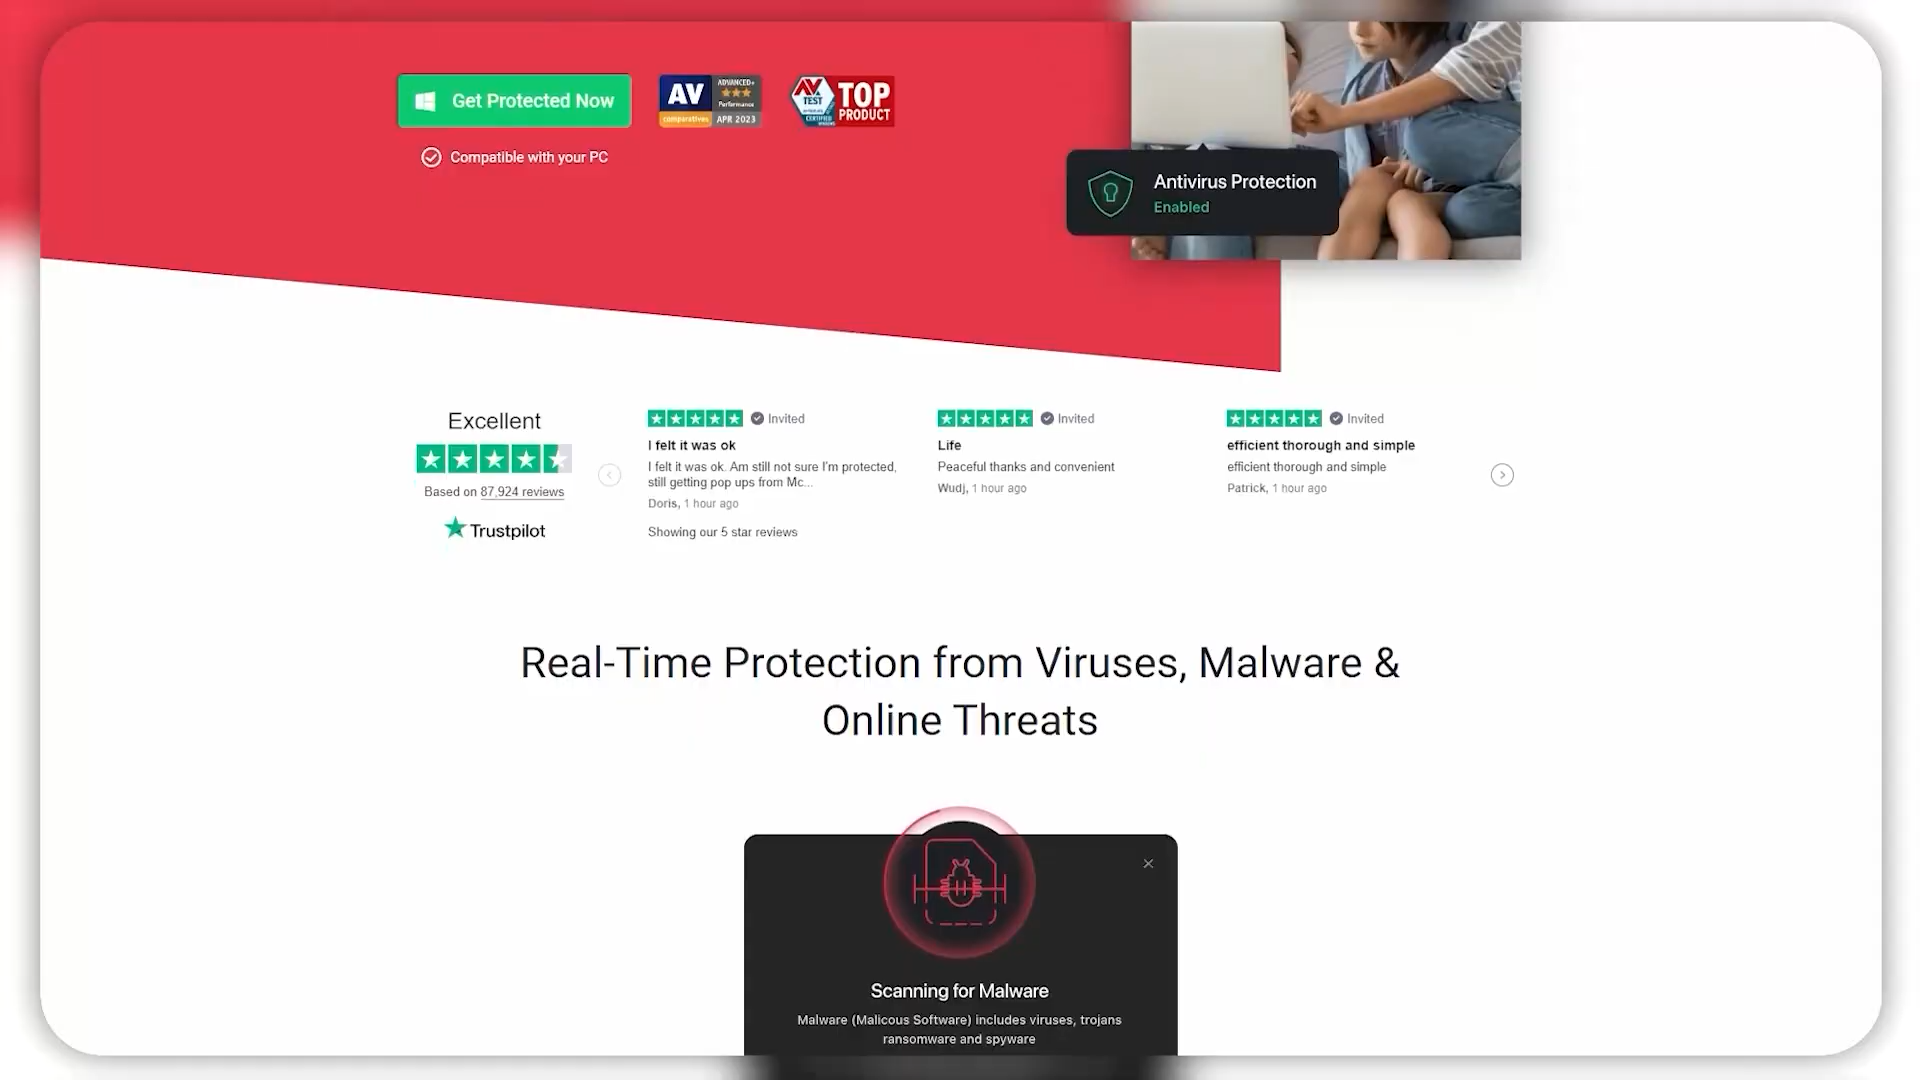 Get Protected Now
AV comparatives ADVANCED+ Performance APR 2023
AV TEST CERTIFIED TOP PRODUCT
Compatible with your PC
Antivirus Protection
Enabled
Excellent
Based on 87,924 reviews
Trustpilot
Invited
I felt it was ok
I felt it was ok. Am still not sure I'm protected,
still getting pop ups from Mc...
Doris, 1 hour ago
Showing our 5 star reviews
Invited
Life
Peaceful thanks and convenient
Wudj, 1 hour ago
Invited
efficient thorough and simple
efficient thorough and simple
Patrick, 1 hour ago
Real-Time Protection from Viruses, Malware &
Online Threats
Scanning for Malware
Malware (Malicous Software) includes viruses, trojans
ransomware and spyware